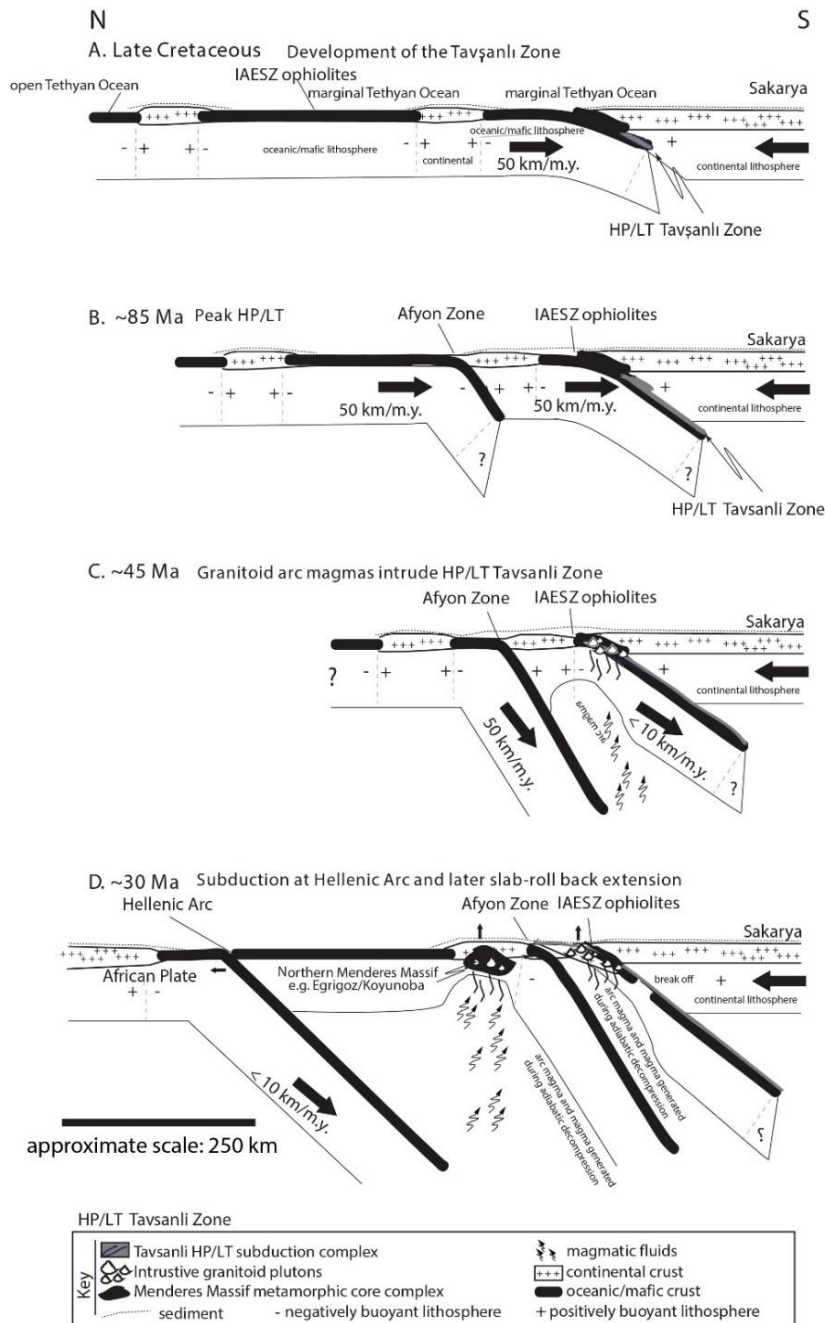 N S
A. Late Cretaceous Development of the Tavşanlı Zone
IAESZ ophiolites
open Tethyan Ocean marginal Tethyan Ocean marginal Tethyan Ocean Sakarya
oceanic/mafic lithosphere
oceanic/mafic lithosphere continental 50 km/m.y. continental lithosphere
HP/LT Tavşanlı Zone
B. ~85 Ma Peak HP/LT Afyon Zone IAESZ ophiolites
Sakarya
50 km/m.y. 50 km/m.y. continental lithosphere
? ?
HP/LT Tavsanli Zone
C. ~45 Ma Granitoid arc magmas intrude HP/LT Tavsanli Zone
Afyon Zone IAESZ ophiolites
Sakarya
? continental lithosphere
50 km/m.y. arc magma < 10 km/m.y. ?
D. ~30 Ma Subduction at Hellenic Arc and later slab-roll back extension
Hellenic Arc Afyon Zone IAESZ ophiolites
Sakarya
African Plate Northern Menderes Massif break off
e.g. Egrigoz/Koyunoba continental lithosphere
< 10 km/m.y.
arc magma and magma generated
during adiabatic decompression
arc magma and magma generated
during adiabatic decompression
?
approximate scale: 250 km
HP/LT Tavsanli Zone
Key
Tavsanli HP/LT subduction complex magmatic fluids
Intrustive granitoid plutons continental crust
Menderes Massif metamorphic core complex oceanic/mafic crust
sediment - negatively buoyant lithosphere + positively buoyant lithosphere